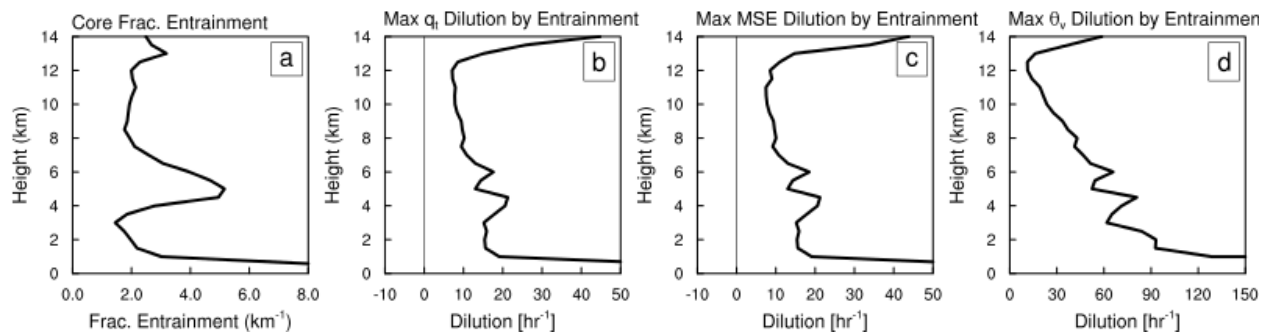 Core Frac. Entrainment
a
Height (km)
14
12
10
8
6
4
2
0
0.0 2.0 4.0 6.0 8.0
Frac. Entrainment (km⁻¹)
Max qₜ Dilution by Entrainment
b
Height (km)
14
12
10
8
6
4
2
0
-10 0 10 20 30 40 50
Dilution [hr⁻¹]
Max MSE Dilution by Entrainment
c
Height (km)
14
12
10
8
6
4
2
0
-10 0 10 20 30 40 50
Dilution [hr⁻¹]
Max θᵥ Dilution by Entrainment
d
Height (km)
14
12
10
8
6
4
2
0
0 30 60 90 120 150
Dilution [hr⁻¹]